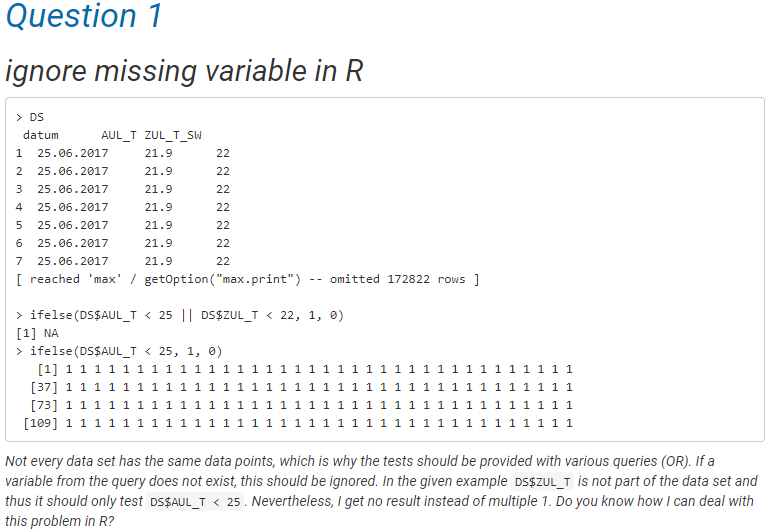 Question 1
ignore missing variable in R
> DS
datum AUL_T ZUL_T_SW
1 25.06.2017 21.9 22
2 25.06.2017 21.9 22
3 25.06.2017 21.9 22
4 25.06.2017 21.9 22
5 25.06.2017 21.9 22
6 25.06.2017 21.9 22
7 25.06.2017 21.9 22
[ reached 'max' / getOption("max.print") -- omitted 172822 rows ]
> ifelse(DS$AUL_T < 25 || DS$ZUL_T < 22, 1, 0)
[1] NA
> ifelse(DS$AUL_T < 25, 1, 0)
[1] 1 1 1 1 1 1 1 1 1 1 1 1 1 1 1 1 1 1 1 1 1 1 1 1 1 1 1 1 1 1 1 1 1 1 1 1
[37] 1 1 1 1 1 1 1 1 1 1 1 1 1 1 1 1 1 1 1 1 1 1 1 1 1 1 1 1 1 1 1 1 1 1 1 1
[73] 1 1 1 1 1 1 1 1 1 1 1 1 1 1 1 1 1 1 1 1 1 1 1 1 1 1 1 1 1 1 1 1 1 1 1 1
[109] 1 1 1 1 1 1 1 1 1 1 1 1 1 1 1 1 1 1 1 1 1 1 1 1 1 1 1 1 1 1 1 1 1 1 1 1
Not every data set has the same data points, which is why the tests should be provided with various queries (OR). If a
variable from the query does not exist, this should be ignored. In the given example DS$ZUL_T is not part of the data set and
thus it should only test DS$AUL_T < 25 . Nevertheless, I get no result instead of multiple 1. Do you know how I can deal with
this problem in R?